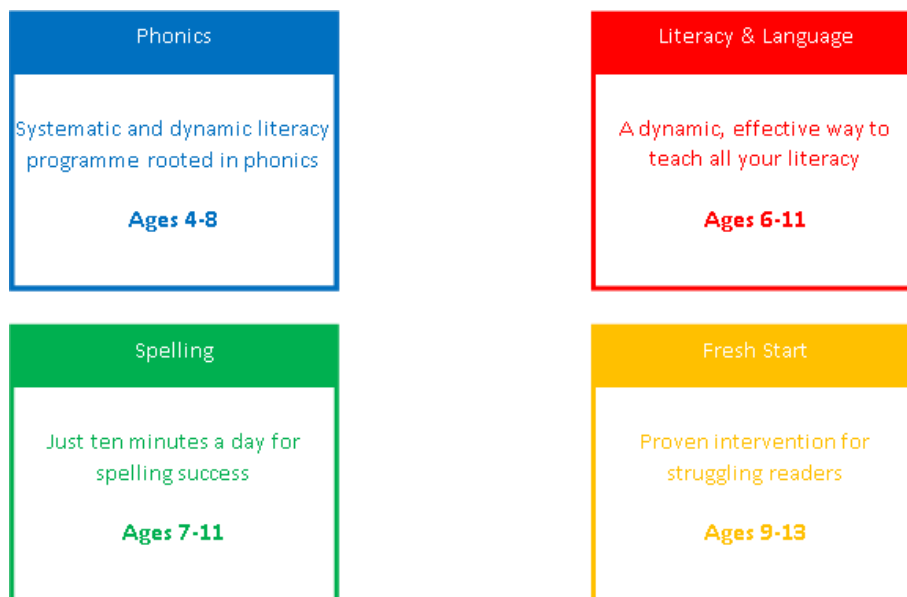 Phonics
Systematic and dynamic literacy
programme rooted in phonics
Ages 4-8
Literacy & Language
A dynamic, effective way to
teach all your literacy
Ages 6-11
Spelling
Just ten minutes a day for
spelling success
Ages 7-11
Fresh Start
Proven intervention for
struggling readers
Ages 9-13